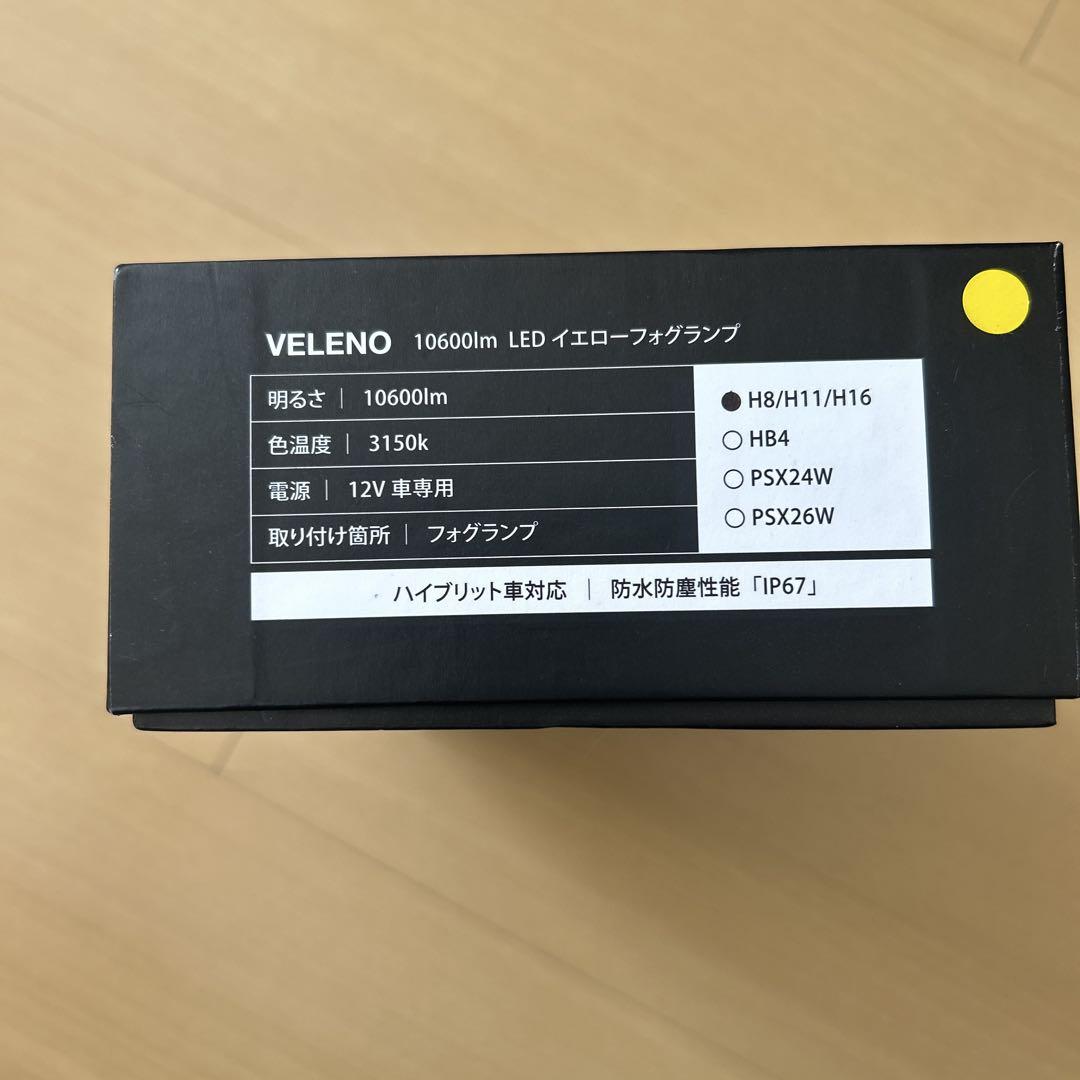 VELENO 10600lm LED イエローフォグランプ
明るさ | 10600lm
色温度 | 3150k
電源 | 12V 車専用
取り付け箇所 | フォグランプ
● H8/H11/H16
○ HB4
○ PSX24W
○ PSX26W
ハイブリット車対応 | 防水防塵性能「IP67」